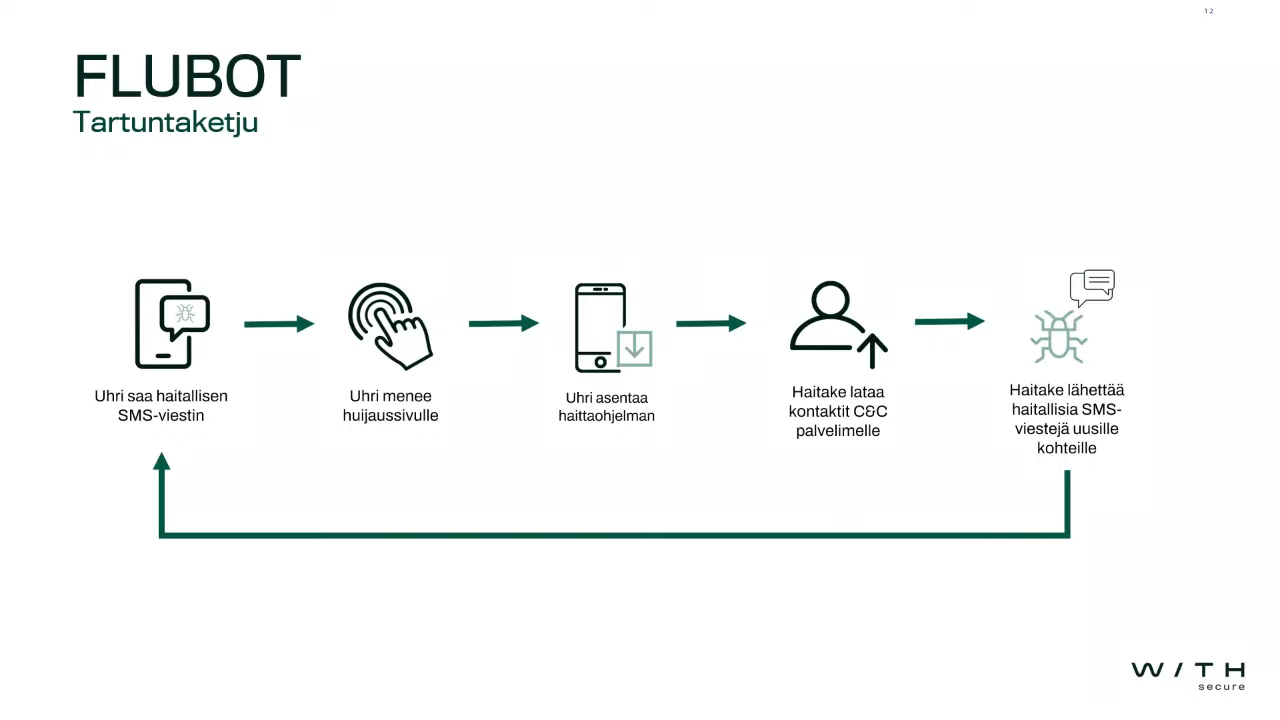 12
FLUBOT
Tartuntaketju
Uhri saa haitallisen
SMS-viestin
Uhri menee
huijaussivulle
Uhri asentaa
haittaohjelman
Haitake lataa
kontaktit C&C
palvelimelle
Haitake lähettää
haitallisia SMS-
viestejä uusille
kohteille
W/TH
secure